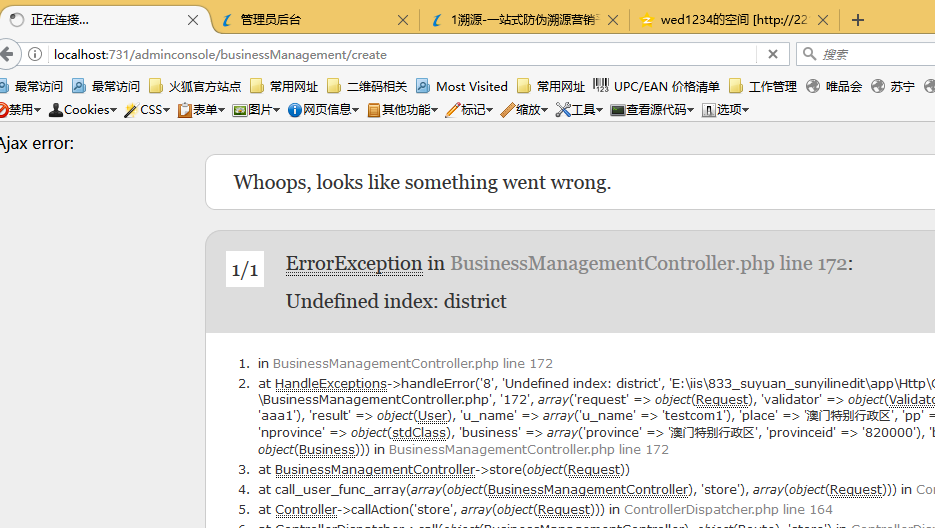 正在连接...
管理员后台
1溯源-一站式防伪溯源营销平
wed1234的空间 [http://22
localhost:731/adminconsole/businessManagement/create
搜索
最常访问 最常访问 火狐官方站点 常用网址 二维码相关 Most Visited 常用网址 UPC/EAN 价格清单 工作管理 唯品会 苏宁
禁用 Cookies CSS 表单 图片 网页信息 其他功能 标记 缩放 工具 查看源代码 选项
Ajax error:
Whoops, looks like something went wrong.
1/1 ErrorException in BusinessManagementController.php line 172:
Undefined index: district
1. in BusinessManagementController.php line 172
2. at HandleExceptions->handleError('8', 'Undefined index: district', 'E:\iis\833_suyuan_sunyilinedit\app\Http\C
\BusinessManagementController.php', '172', array('request' => object(Request), 'validator' => object(Validato
'aaa1'), 'result' => object(User), 'u_name' => array('u_name' => 'testcom1'), 'place' => '澳门特别行政区', 'pp' =
'nprovince' => object(stdClass), 'business' => array('province' => '澳门特别行政区', 'provinceid' => '820000'), 'b
object(Business))) in BusinessManagementController.php line 172
3. at BusinessManagementController->store(object(Request))
4. at call_user_func_array(array(object(BusinessManagementController), 'store'), array(object(Request))) in Con
5. at Controller->callAction('store', array(object(Request))) in ControllerDispatcher.php line 164